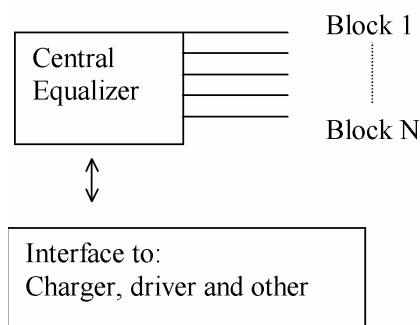 Block 1
Central
Equalizer
Block N
Interface to:
Charger, driver and other